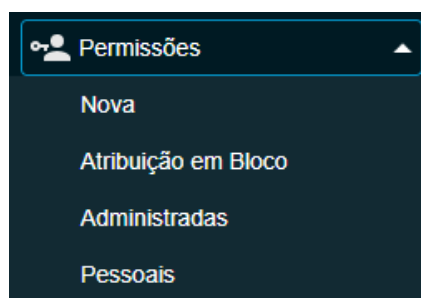 Permissões
Nova
Atribuição em Bloco
Administradas
Pessoais